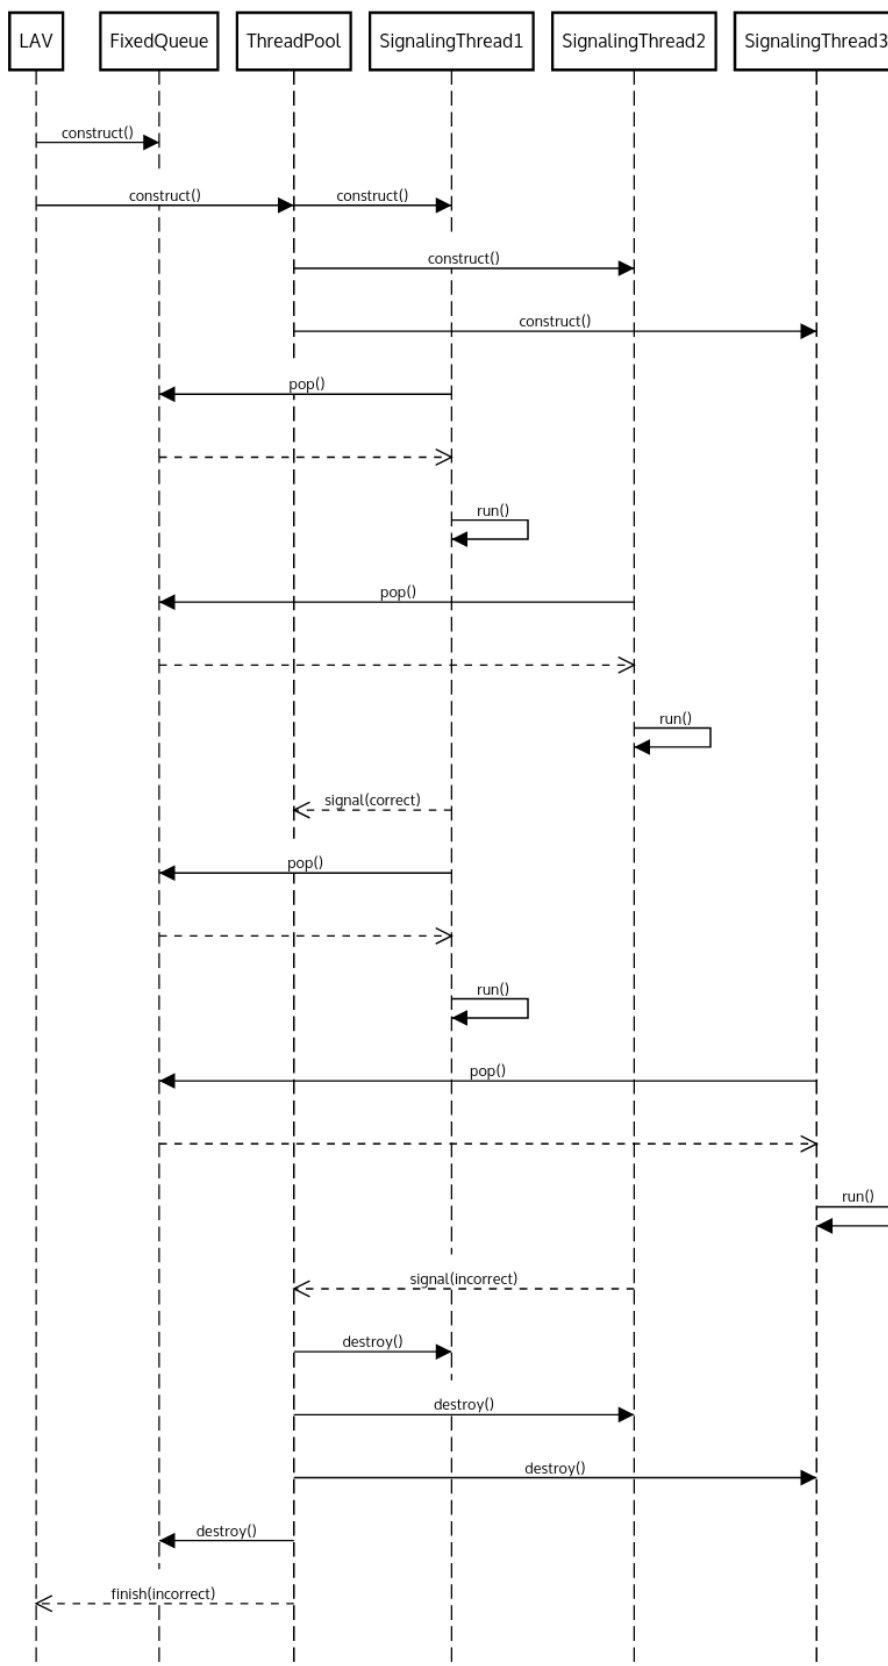 LAV
FixedQueue
ThreadPool
SignalingThread1
SignalingThread2
SignalingThread3
construct()
construct()
construct()
construct()
construct()
pop()
run()
pop()
run()
signal(correct)
pop()
run()
pop()
run()
signal(incorrect)
destroy()
destroy()
destroy()
destroy()
finish(incorrect)